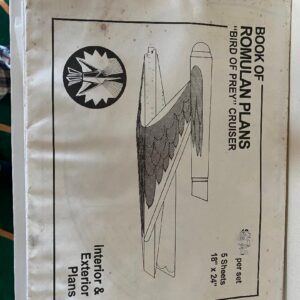 BOOK OF
ROMULAN PLANS
"BIRD OF PREY" CRUISER
per set
5 Sheets
18" x 24"
Interior &
Exterior
Plans